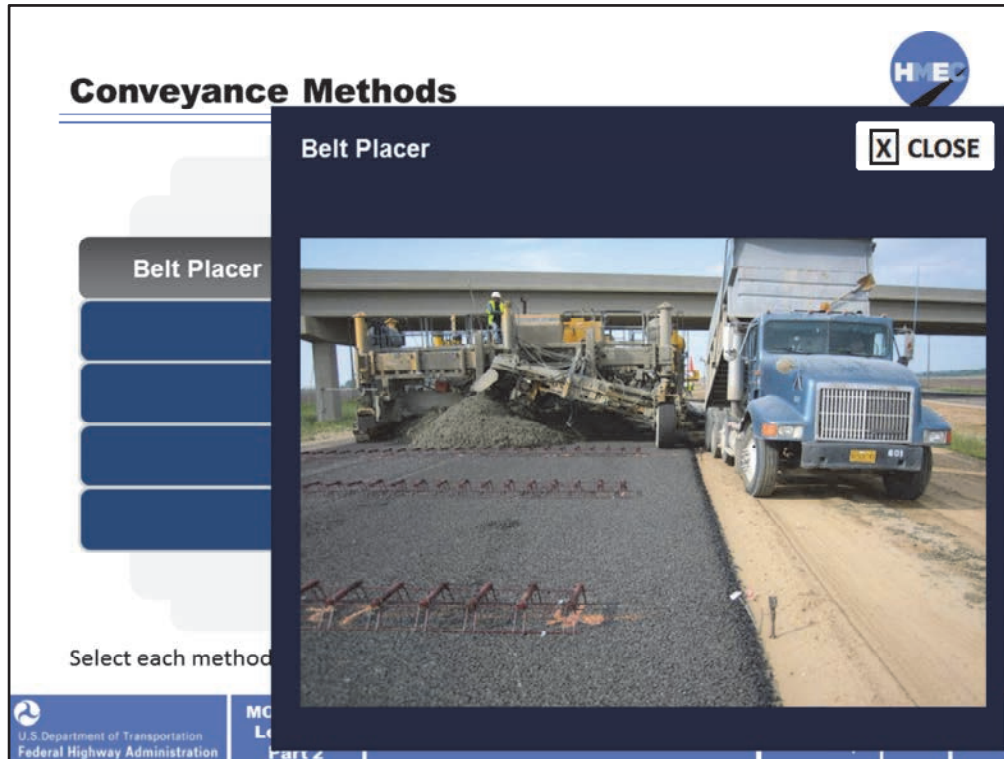 Conveyance Methods
HMEC
Belt Placer
X CLOSE
Belt Placer
601
Select each method
U.S. Department of Transportation
Federal Highway Administration
Part 2